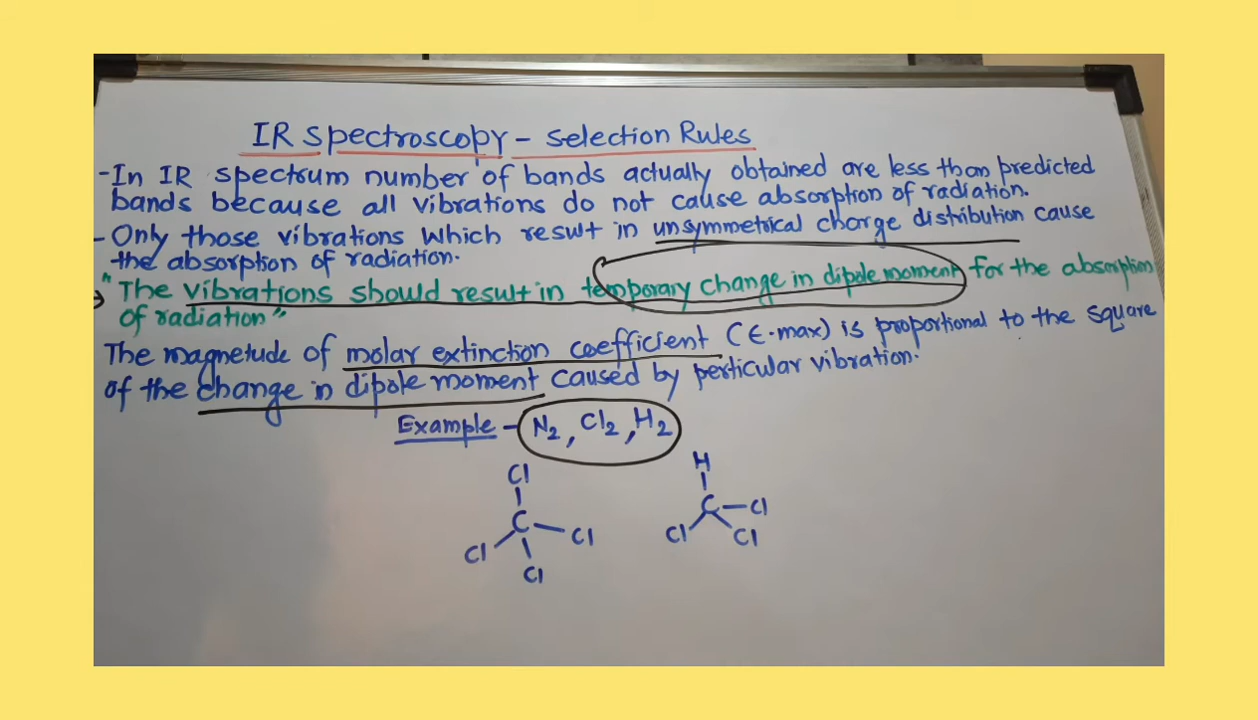 IR spectroscopy - selection Rules
- In IR spectrum number of bands actually obtained are less than predicted
bands because all vibrations do not cause absorption of radiation.
- Only those vibrations which result in unsymmetrical charge distribution cause
the absorption of radiation.
"The vibrations should result in temporary change in dipole moment for the absorption
of radiation"
The magnetude of molar extinction coefficient (ϵ.max) is proportional to the square
of the change in dipole moment caused by perticular vibration.
Example - N2, Cl2, H2
Cl H
C Cl C Cl
Cl Cl Cl Cl